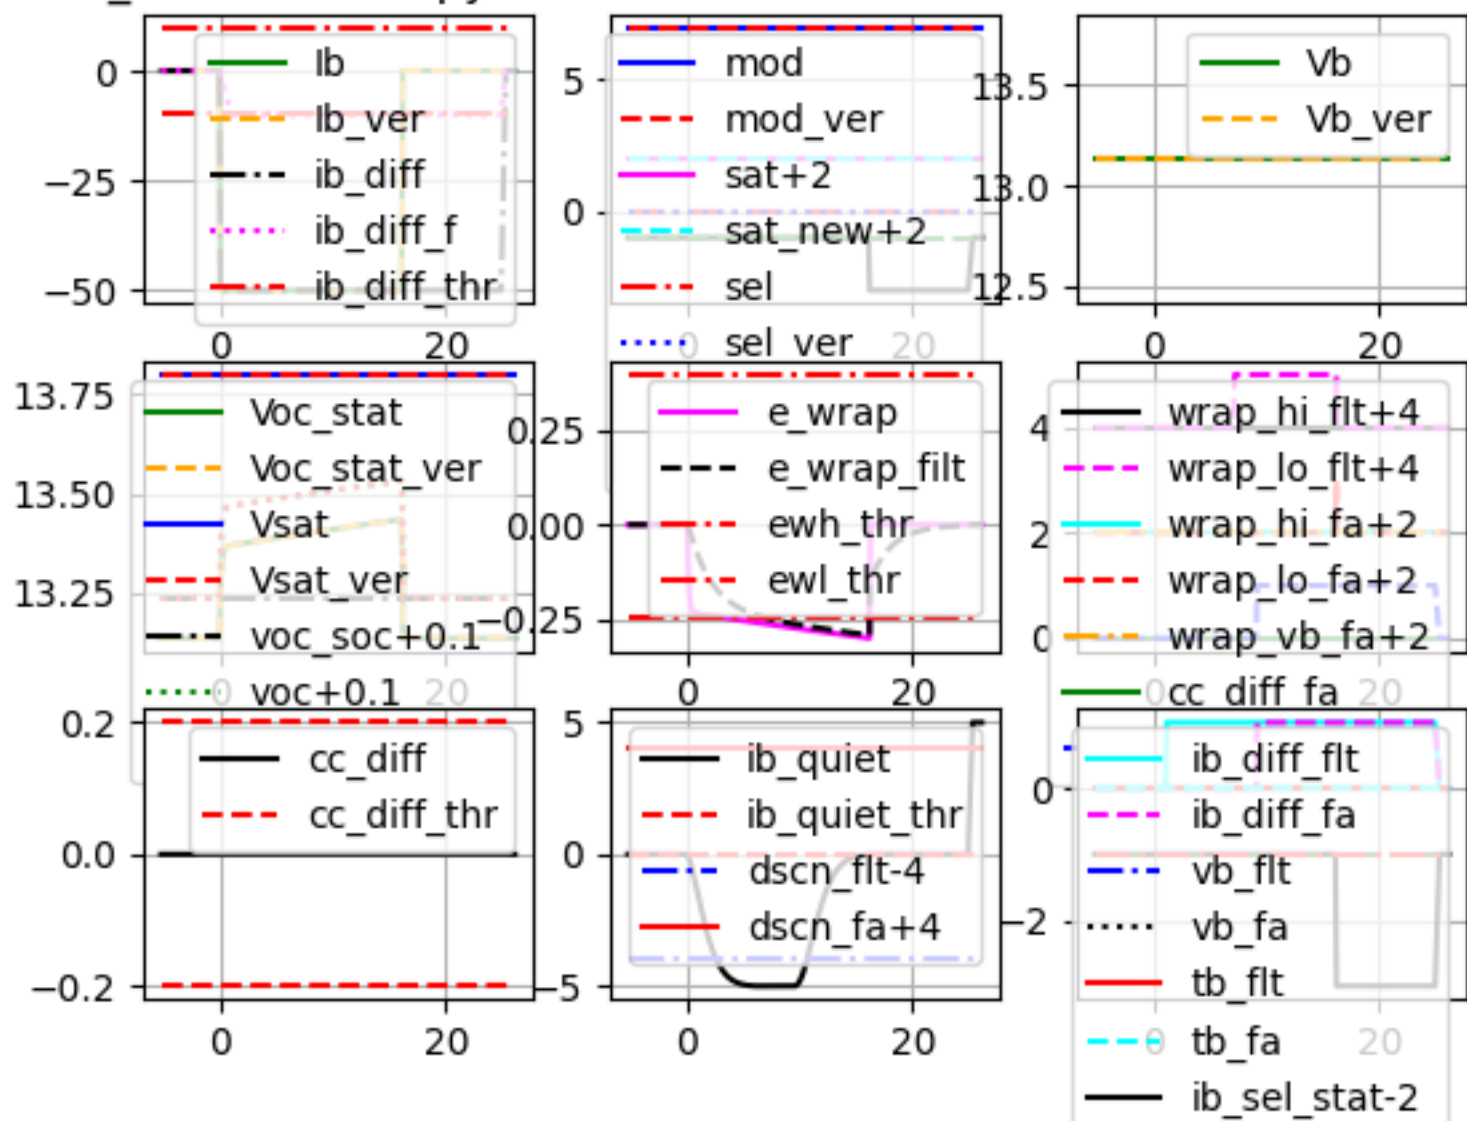 0
−25
−50
Ib
Ib_ver
ib_diff
ib_diff_f
ib_diff_thr
0 20
5
0
mod
mod_ver
sat+2
sat_new+2
sel
sel_ver
0 20
13.5
13.0
12.5
Vb
Vb_ver
0 20
13.75
13.50
13.25
Voc_stat
Voc_stat_ver
Vsat
Vsat_ver
voc_soc+0.1
voc+0.1
0 20
0.25
0.00
−0.25
e_wrap
e_wrap_filt
ewh_thr
ewl_thr
0 20
4
2
0
wrap_hi_flt+4
wrap_lo_flt+4
wrap_hi_fa+2
wrap_lo_fa+2
wrap_vb_fa+2
cc_diff_fa
0 20
0.2
0.0
−0.2
cc_diff
cc_diff_thr
0 20
5
0
−5
ib_quiet
ib_quiet_thr
dscn_flt-4
dscn_fa+4
0 20
0
−2
ib_diff_flt
ib_diff_fa
vb_flt
vb_fa
tb_flt
tb_fa
ib_sel_stat-2
0 20